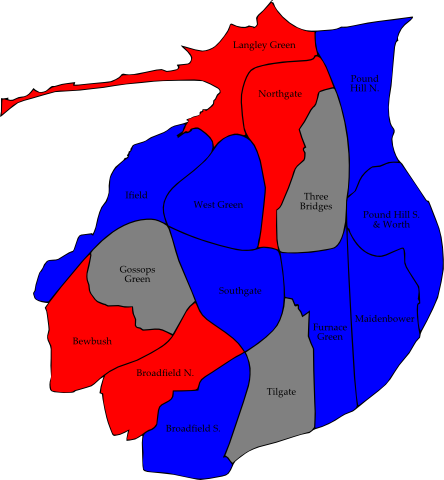 Langley Green
Pound
Hill N.
Northgate
Ifield
West Green
Three
Bridges
Pound Hill S.
& Worth
Gossops
Green
Southgate
Furnace
Green
Maidenbower
Bewbush
Broadfield N.
Tilgate
Broadfield S.